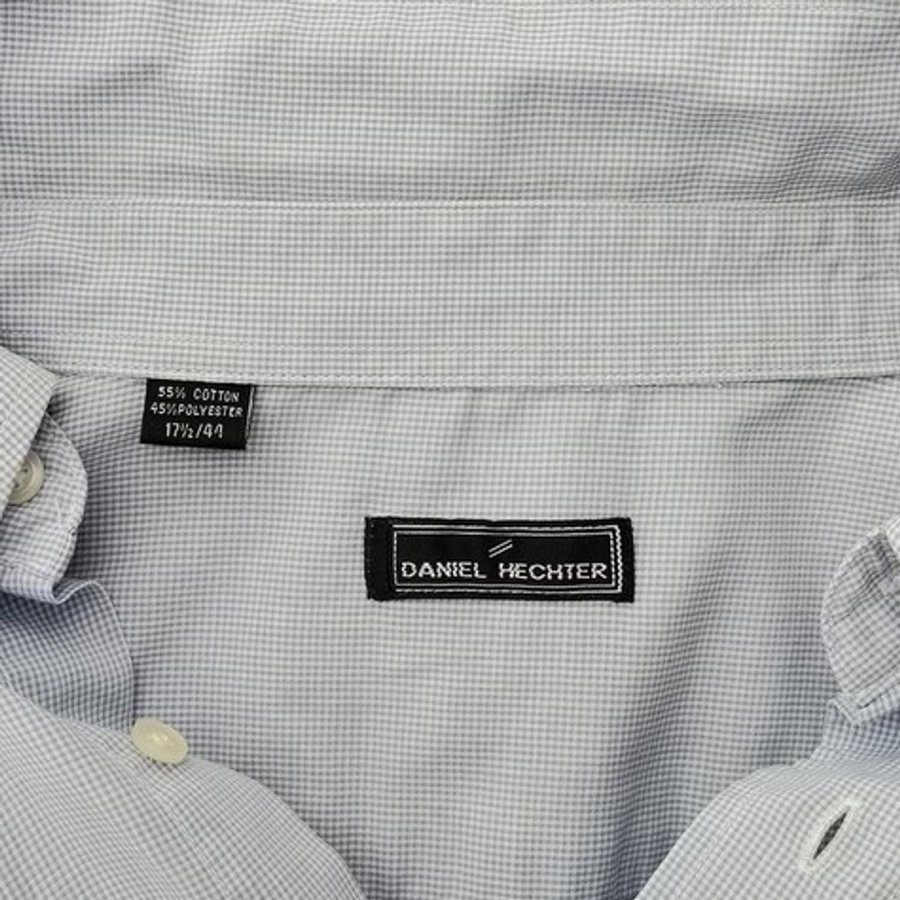 55% COTTON
45% POLYESTER
17½/44
DANIEL HECHTER